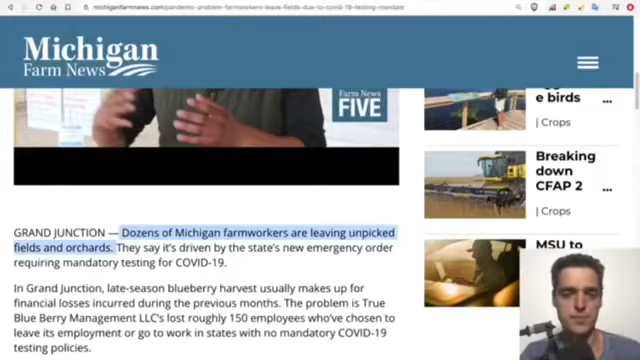 michiganfarmnews.com/pandemic-problem-farmworkers-leave-fields-due-to-covid-19-testing-mandate
Michigan
Farm News
Farm News
FIVE
e birds
...
| Crops
Breaking
down
CFAP 2
...
| Crops
MSU to
GRAND JUNCTION — Dozens of Michigan farmworkers are leaving unpicked
fields and orchards. They say it's driven by the state's new emergency order
requiring mandatory testing for COVID-19.
In Grand Junction, late-season blueberry harvest usually makes up for
financial losses incurred during the previous months. The problem is True
Blue Berry Management LLC's lost roughly 150 employees who've chosen to
leave its employment or go to work in states with no mandatory COVID-19
testing policies.